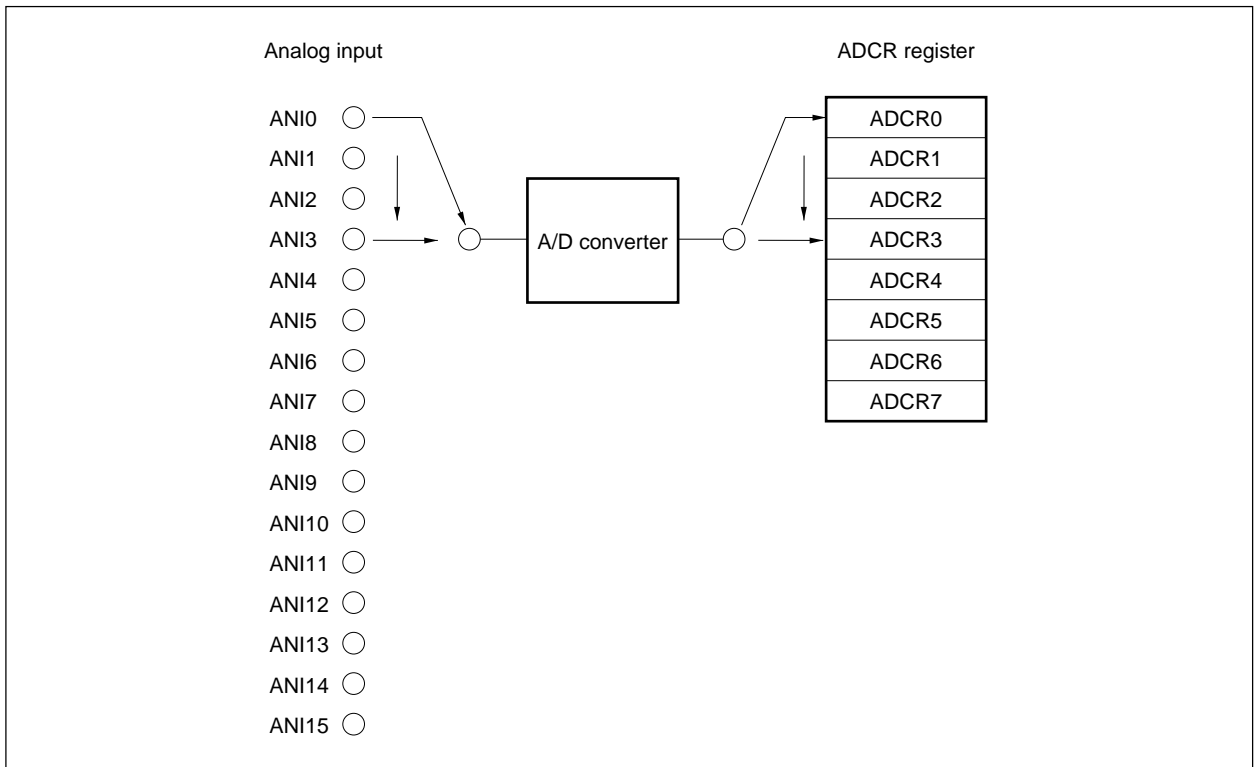 Analog input
ADCR register
ANI0
ANI1
ANI2
ANI3
ANI4
ANI5
ANI6
ANI7
ANI8
ANI9
ANI10
ANI11
ANI12
ANI13
ANI14
ANI15
A/D converter
ADCR0
ADCR1
ADCR2
ADCR3
ADCR4
ADCR5
ADCR6
ADCR7